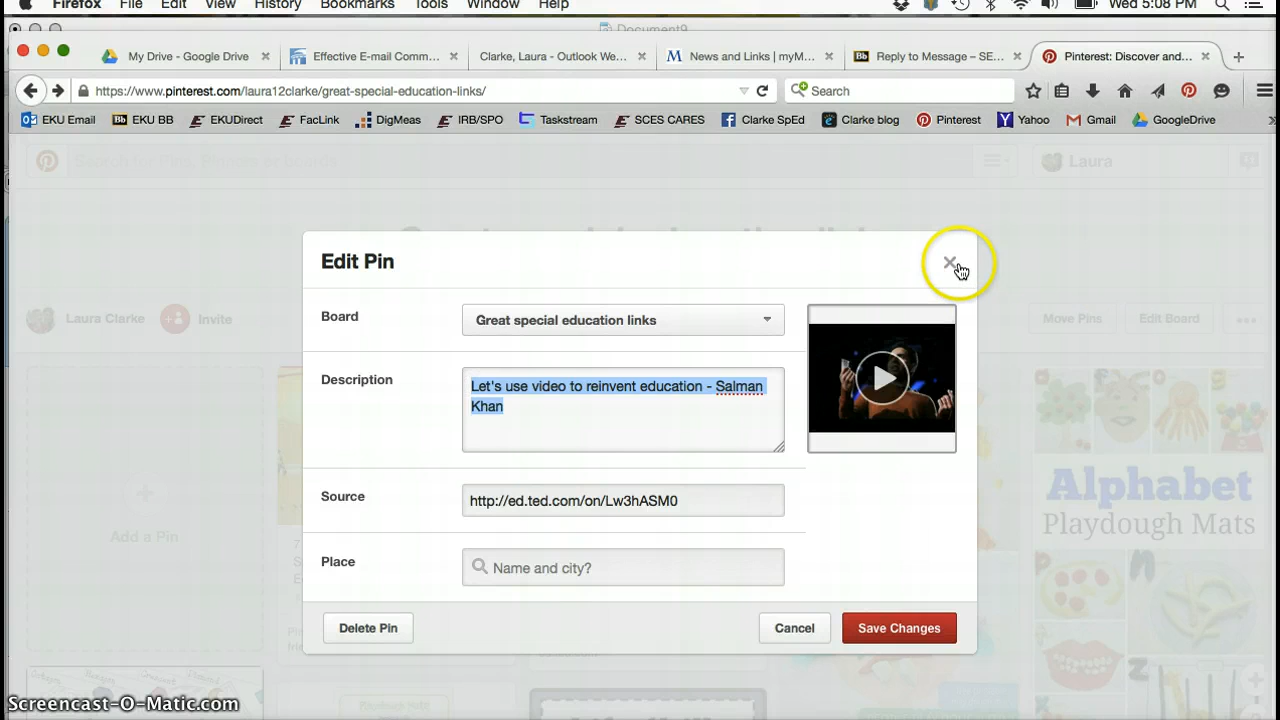 Firefox File Edit View History Bookmarks Tools Window Help Wed 5:08 PM
Document9
My Drive - Google Drive Effective E-mail Comm... Clarke, Laura - Outlook We... News and Links | myM... Reply to Message – SE... Pinterest: Discover and...
https://www.pinterest.com/laura12clarke/great-special-education-links/ Search
EKU Email EKU BB EKUDirect FacLink DigMeas IRB/SPO Taskstream SCES CARES Clarke SpEd Clarke blog Pinterest Yahoo Gmail GoogleDrive
Search for Pins, Pinners or boards Laura
Edit Pin
Laura Clarke Invite Move Pins Edit Board
Board Great special education links
Description Let's use video to reinvent education - Salman
Khan
Source http://ed.ted.com/on/Lw3hASM0
Place Name and city?
Add a Pin
Alphabet
Playdough Mats
Delete Pin Cancel Save Changes
Screencast-O-Matic.com